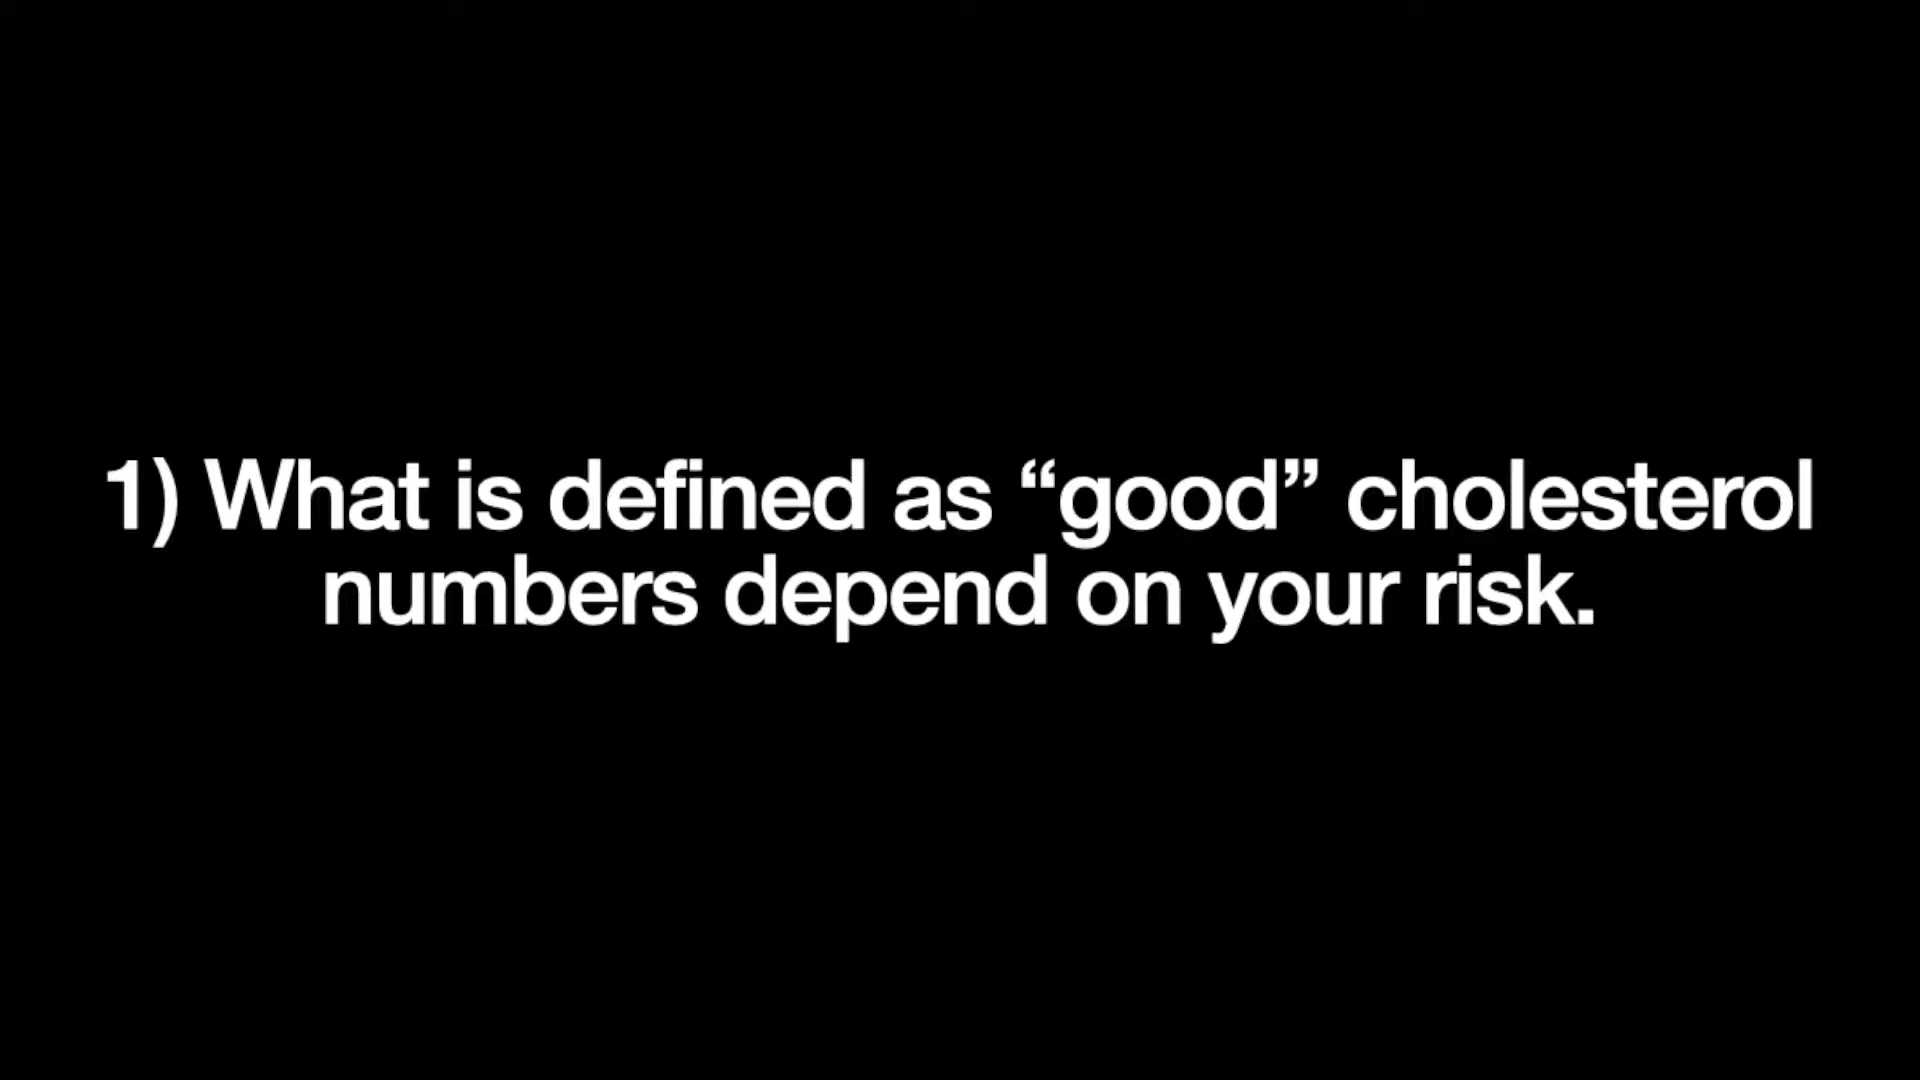 1) What is defined as “good” cholesterol
numbers depend on your risk.